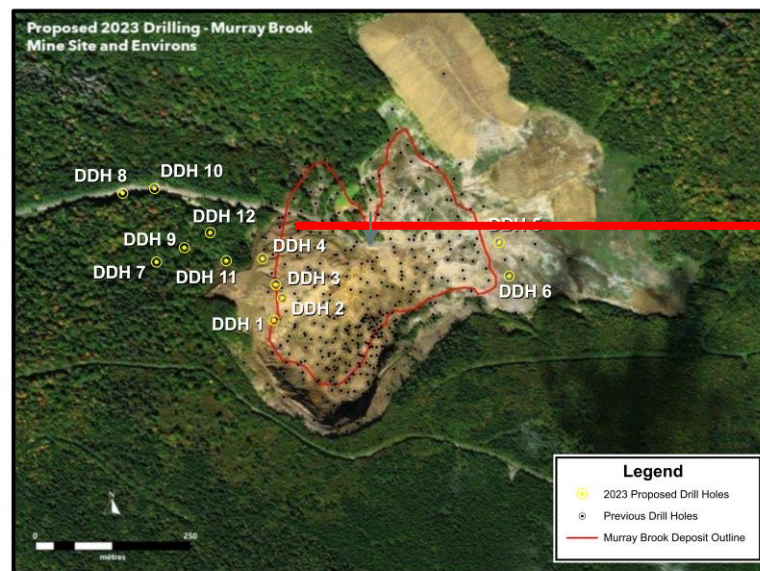 Proposed 2023 Drilling - Murray Brook
Mine Site and Environs
DDH 8
DDH 10
DDH 12
DDH 9
DDH 7
DDH 11
DDH 4
DDH 3
DDH 2
DDH 1
DDH 5
DDH 6
N
0
250
mètres
Legend
2023 Proposed Drill Holes
Previous Drill Holes
Murray Brook Deposit Outline